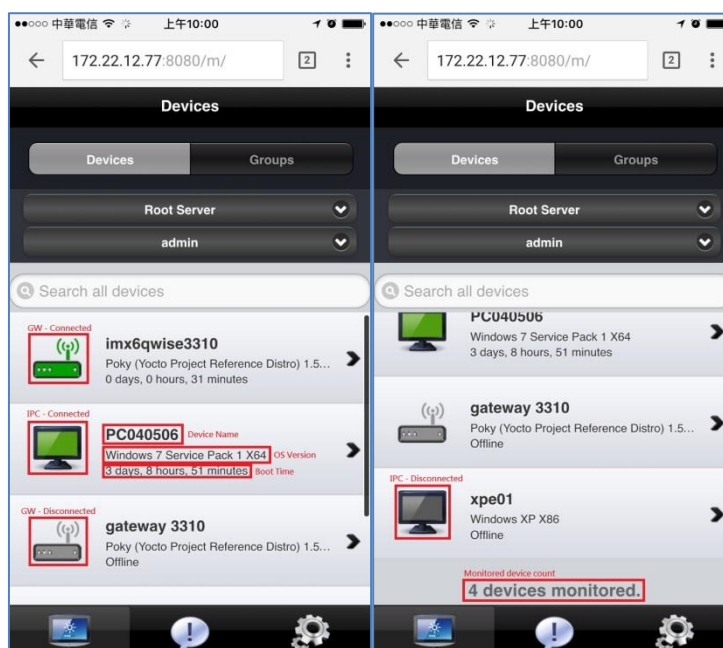 中華電信 上午10:00
172.22.12.77:8080/m/ 2
Devices
Devices Groups
Root Server
admin
Search all devices
GW - Connected
imx6qwise3310
Poky (Yocto Project Reference Distro) 1.5...
0 days, 0 hours, 31 minutes
IPC - Connected
PC040506 Device Name
Windows 7 Service Pack 1 X64 OS Version
3 days, 8 hours, 51 minutes Boot Time
GW - Disconnected
gateway 3310
Poky (Yocto Project Reference Distro) 1.5...
Offline
中華電信 上午10:00
172.22.12.77:8080/m/ 2
Devices
Devices Groups
Root Server
admin
Search all devices
PC040506
Windows 7 Service Pack 1 X64
3 days, 8 hours, 51 minutes
gateway 3310
Poky (Yocto Project Reference Distro) 1.5...
Offline
IPC - Disconnected
xpe01
Windows XP X86
Offline
Monitored device count
4 devices monitored.